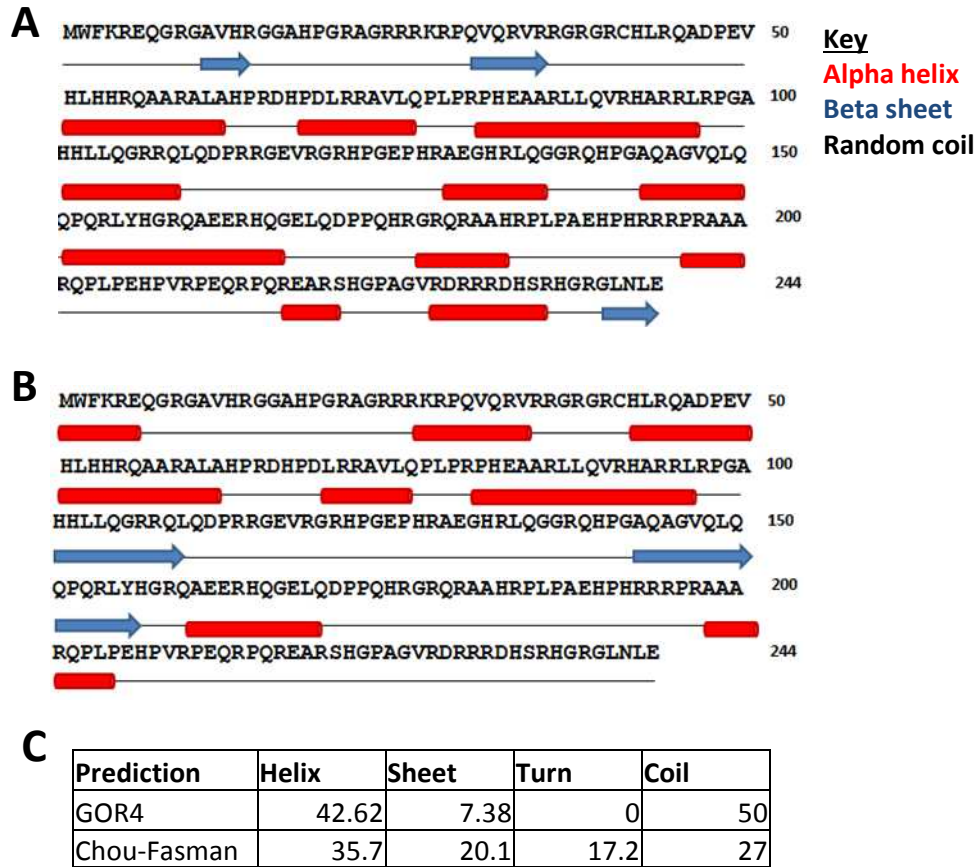 A
MWFKREQGRGAVHRGGAHPGRAGRRRKRPQVQRVRRGRGRCHLRQADPEV 50
HLHHRQAARALAHPRDHPDLRRAVLQPLPRPHEAARLLQVRHARRLRPGA 100
HHLLQGRRQLQDPRRGEVRGRHPGEPHRAEGHRLQGGRQHPGAQAGVQLQ 150
QPQRLYHGRQAEERHQGELQDPPQHRGRQRAAHRPLPAEHPHRRRPRAAA 200
RQPLPEHPVRPEQRPQREARSHGPAGVRDRRRDHSRHGRGLNLE 244
Key
Alpha helix
Beta sheet
Random coil
B
MWFKREQGRGAVHRGGAHPGRAGRRRKRPQVQRVRRGRGRCHLRQADPEV 50
HLHHRQAARALAHPRDHPDLRRAVLQPLPRPHEAARLLQVRHARRLRPGA 100
HHLLQGRRQLQDPRRGEVRGRHPGEPHRAEGHRLQGGRQHPGAQAGVQLQ 150
QPQRLYHGRQAEERHQGELQDPPQHRGRQRAAHRPLPAEHPHRRRPRAAA 200
RQPLPEHPVRPEQRPQREARSHGPAGVRDRRRDHSRHGRGLNLE 244
C
Prediction Helix Sheet Turn Coil
GOR4 42.62 7.38 0 50
Chou-Fasman 35.7 20.1 17.2 27